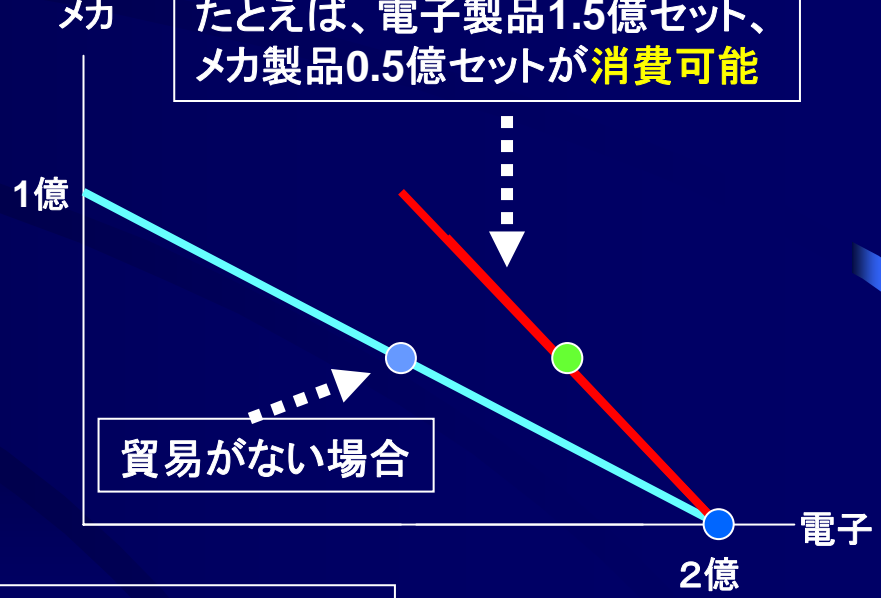 メカ
たとえば、電子製品1.5億セット、
メカ製品0.5億セットが消費可能
1億
貿易がない場合
電子
２億